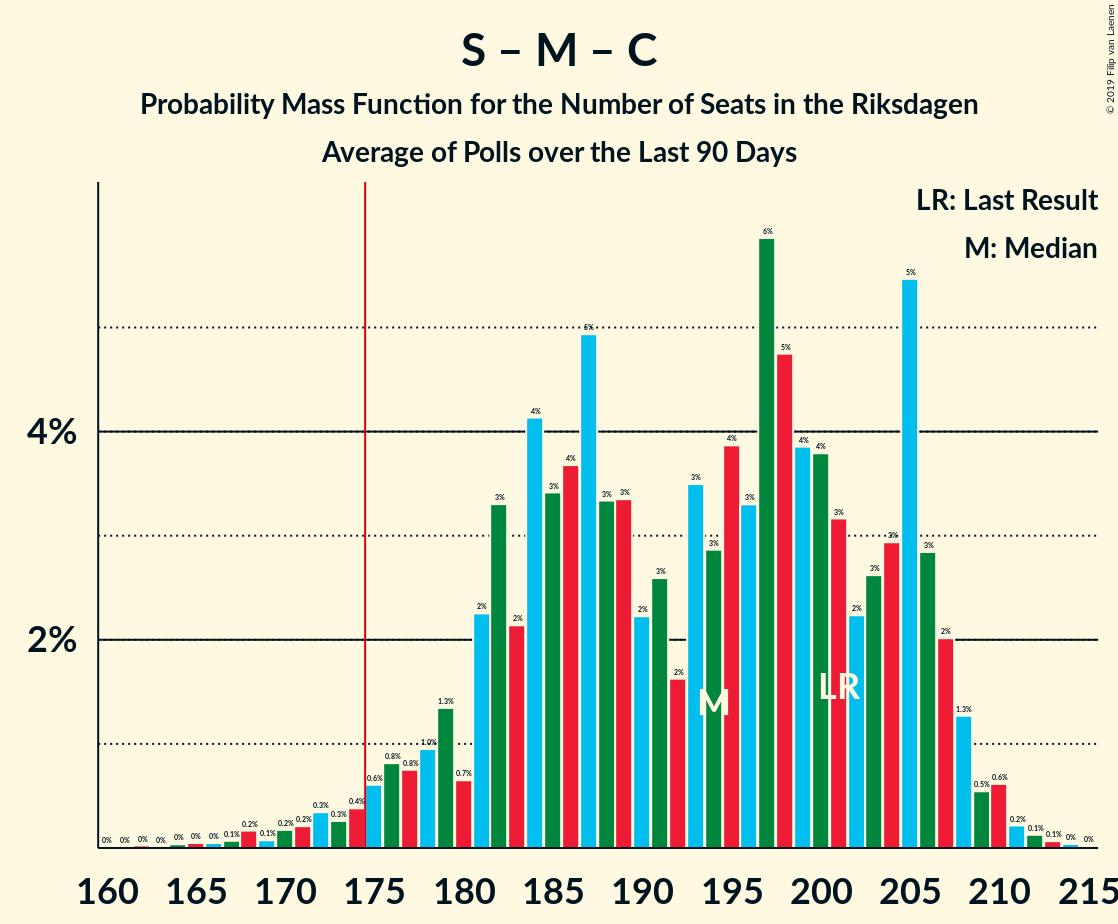 S – M – C
Probability Mass Function for the Number of Seats in the Riksdagen
Average of Polls over the Last 90 Days
© 2019 Filip van Laenen
LR: Last Result
M: Median
4%
2%
0% 0% 0% 0% 0% 0% 0% 0.1% 0.2% 0.1% 0.2% 0.2% 0.3% 0.3% 0.4% 0.6% 0.8% 0.8% 1.0% 1.3% 0.7% 2% 3% 2% 4% 3% 4% 5% 3% 3% 2% 3% 2% 3% 3% 4% 3% 6% 5% 4% 4% 3% 2% 3% 3% 5% 3% 2% 1.3% 0.5% 0.6% 0.2% 0.1% 0.1% 0% 0%
M
LR
160 165 170 175 180 185 190 195 200 205 210 215